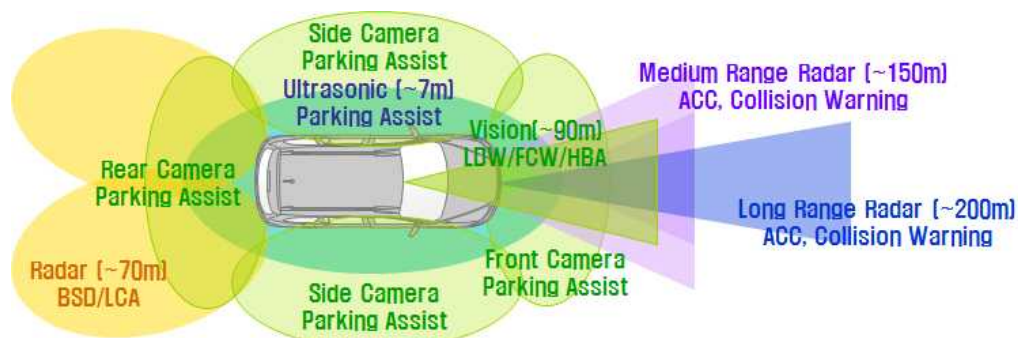 Side Camera
Parking Assist
Ultrasonic (~7m)
Parking Assist
Medium Range Radar (~150m)
ACC, Collision Warning
Vision(~90m)
LDW/FCW/HBA
Rear Camera
Parking Assist
Long Range Radar (~200m)
ACC, Collision Warning
Front Camera
Parking Assist
Radar (~70m)
BSD/LCA
Side Camera
Parking Assist